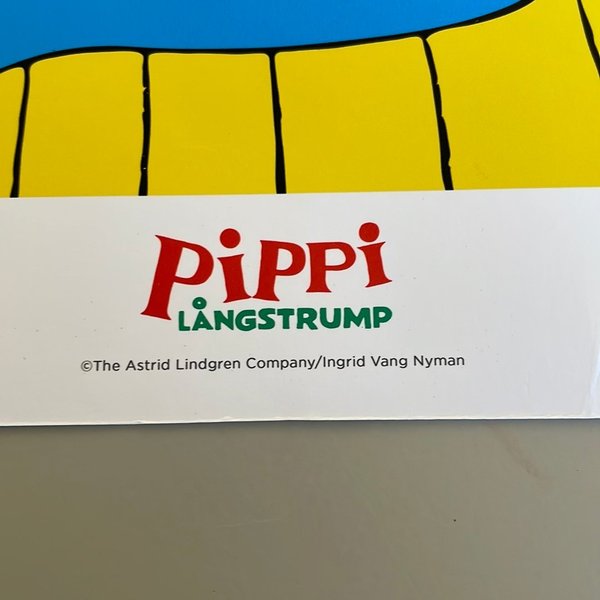 PiPPi
LÅNGSTRUMP
©The Astrid Lindgren Company/Ingrid Vang Nyman